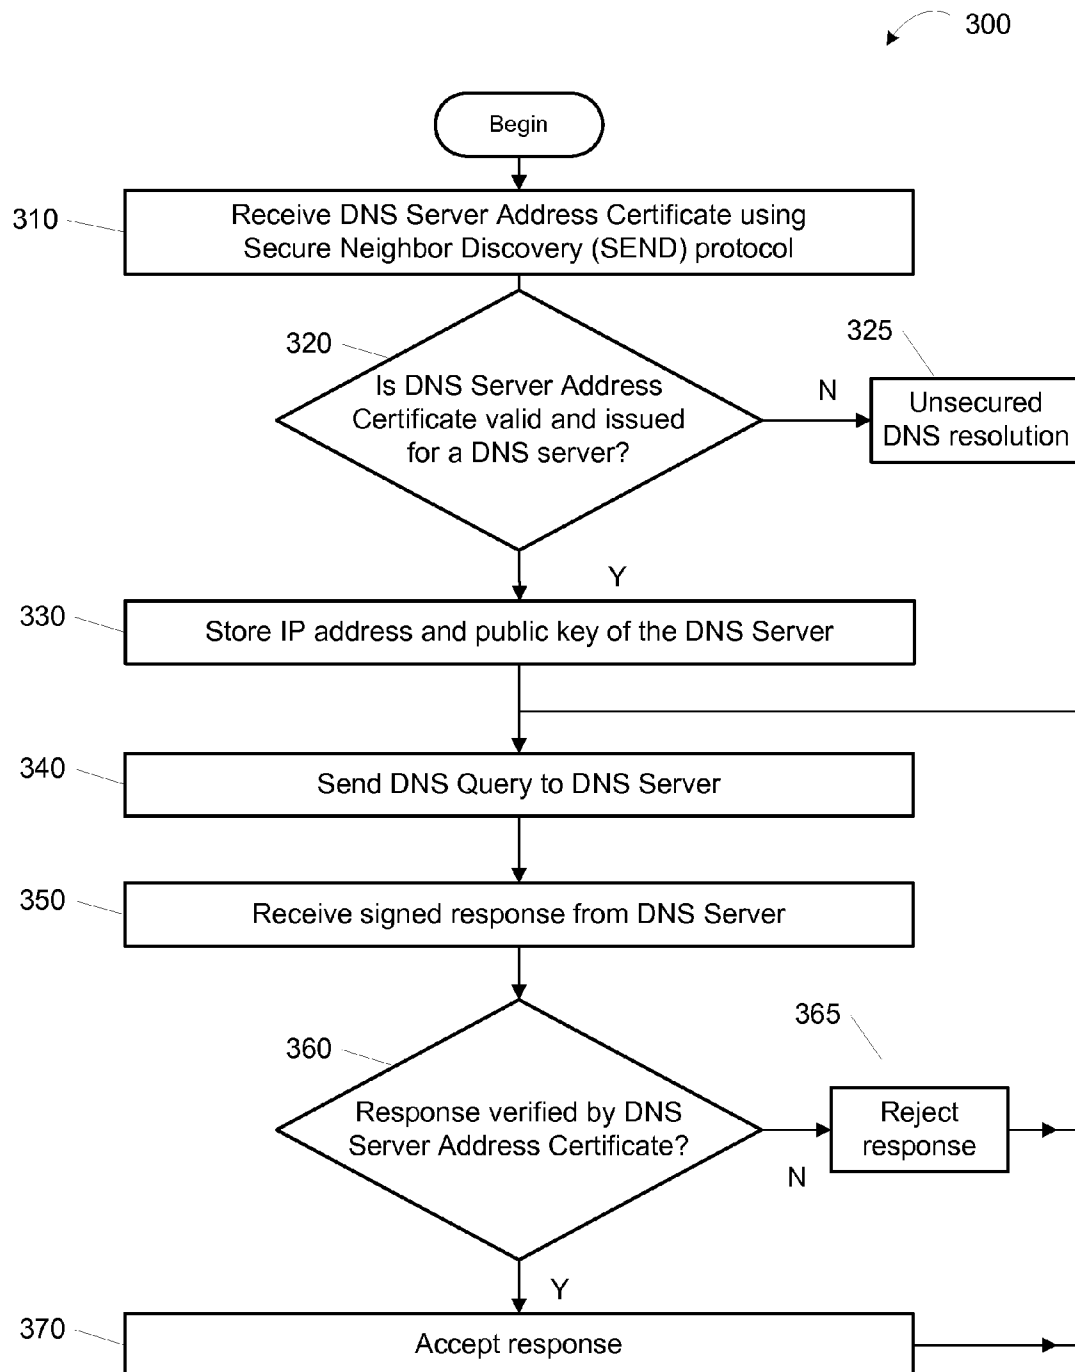 300
Begin
310
Receive DNS Server Address Certificate using
Secure Neighbor Discovery (SEND) protocol
320
Is DNS Server Address
Certificate valid and issued
for a DNS server?
N
325
Unsecured
DNS resolution
Y
330
Store IP address and public key of the DNS Server
340
Send DNS Query to DNS Server
350
Receive signed response from DNS Server
360
Response verified by DNS
Server Address Certificate?
N
365
Reject
response
Y
370
Accept response